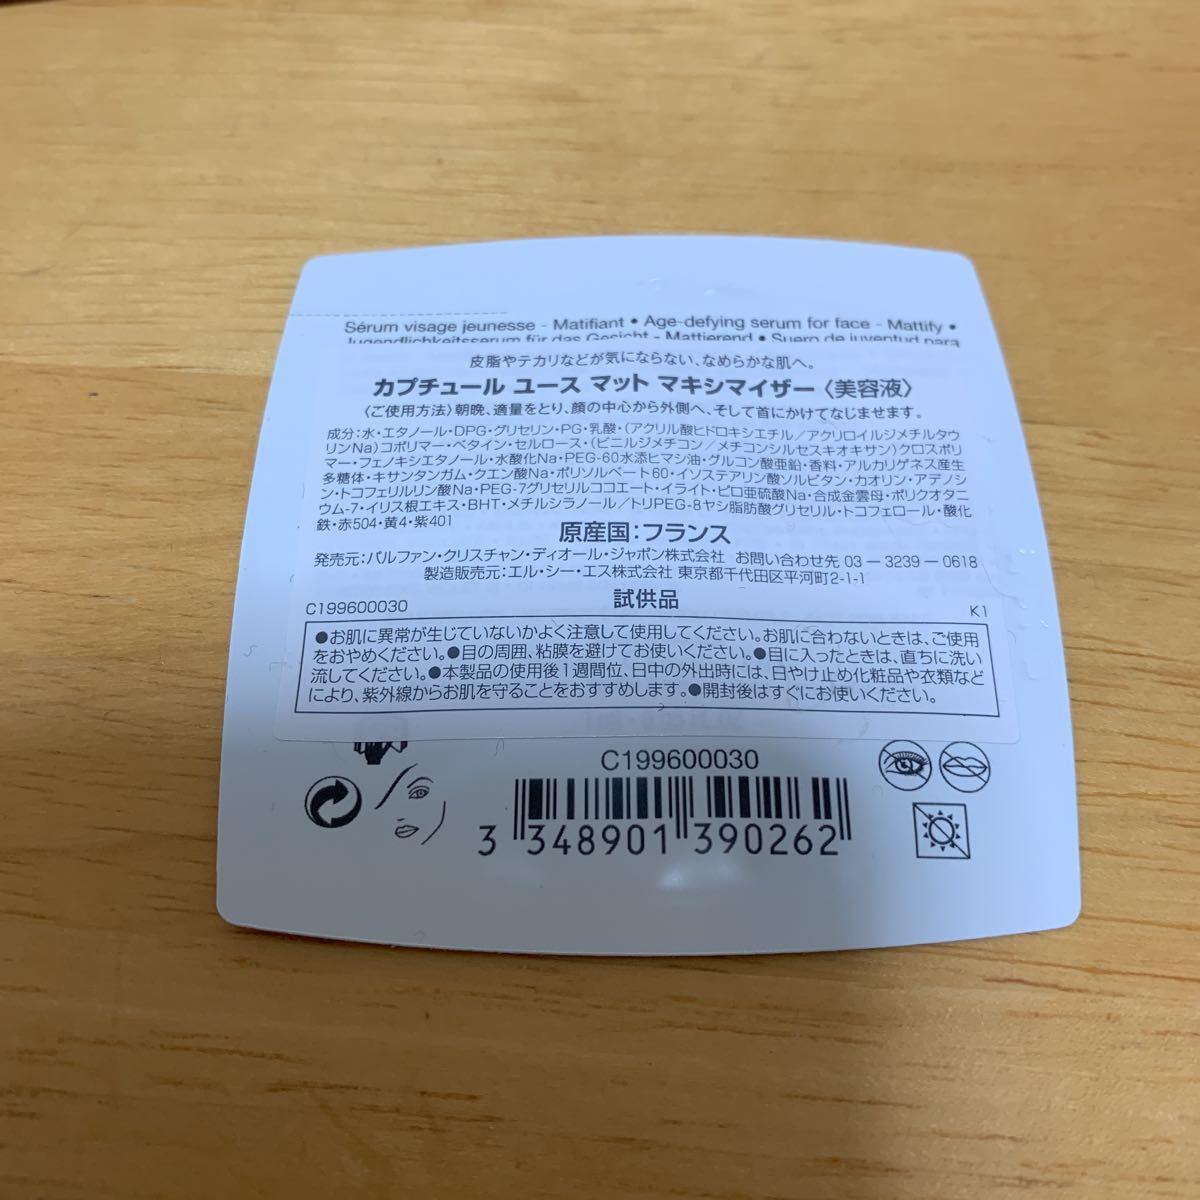 Sérum visage jeunesse - Matifiant • Age-defying serum for face - Mattify •
Jugendlichkeitsserum für das Gesicht - Mattierend • Suero de juventud para
皮脂やテカリなどが気にならない、なめらかな肌へ。
カプチュール ユース マット マキシマイザー〈美容液〉
〈ご使用方法〉朝晩、適量をとり、顔の中心から外側へ、そして首にかけてなじませます。
成分：水・エタノール・DPG・グリセリン・PG・乳酸・（アクリル酸ヒドロキシエチル／アクリロイルジメチルタウ
リンNa）コポリマー・ベタイン・セルロース・（ビニルジメチコン／メチコンシルセスキオキサン）クロスポリ
マー・フェノキシエタノール・水酸化Na・PEG-60水添ヒマシ油・グルコン酸亜鉛・香料・アルカリゲネス産生
多糖体・キサンタンガム・クエン酸Na・ポリソルベート60・イソステアリン酸ソルビタン・カオリン・アデノシ
ン・トコフェリルリン酸Na・PEG-7グリセリルココエート・イライト・ピロ亜硫酸Na・合成金雲母・ポリクオタニ
ウム-7・イリス根エキス・BHT・メチルシラノール／トリPEG-8ヤシ脂肪酸グリセリル・トコフェロール・酸化
鉄・赤504・黄4・紫401
原産国：フランス
発売元：パルファン・クリスチャン・ディオール・ジャポン株式会社 お問い合わせ先 03－3239－0618
製造販売元：エル・シー・エス株式会社 東京都千代田区平河町2-1-1
C199600030 試供品 K1
●お肌に異常が生じていないかよく注意して使用してください。お肌に合わないときは、ご使用
をおやめください。●目の周囲、粘膜を避けてお使いください。●目に入ったときは、直ちに洗い
流してください。●本製品の使用後1週間位、日中の外出時には、日やけ止め化粧品や衣類など
により、紫外線からお肌を守ることをおすすめします。●開封後はすぐにお使いください。
C199600030
3 348901 390262